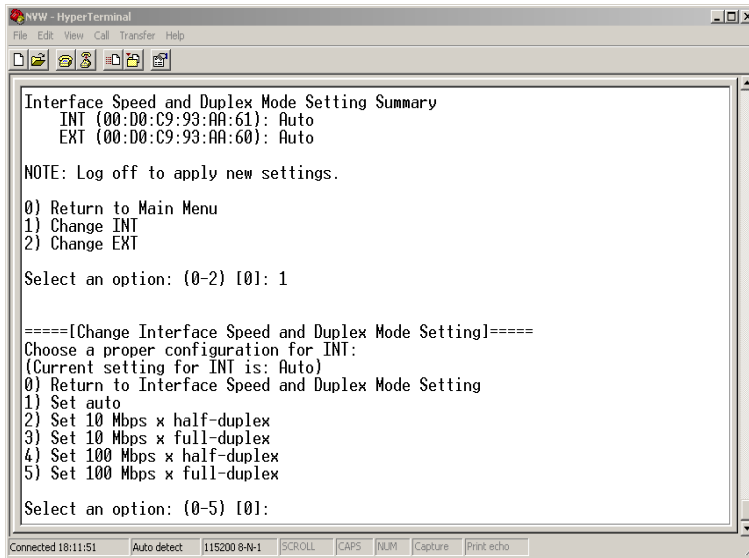 NVW - HyperTerminal
File Edit View Call Transfer Help
Interface Speed and Duplex Mode Setting Summary
INT (00:D0:C9:93:AA:61): Auto
EXT (00:D0:C9:93:AA:60): Auto
NOTE: Log off to apply new settings.
0) Return to Main Menu
1) Change INT
2) Change EXT
Select an option: (0-2) [0]: 1
=====[Change Interface Speed and Duplex Mode Setting]=====
Choose a proper configuration for INT:
(Current setting for INT is: Auto)
0) Return to Interface Speed and Duplex Mode Setting
1) Set auto
2) Set 10 Mbps x half-duplex
3) Set 10 Mbps x full-duplex
4) Set 100 Mbps x half-duplex
5) Set 100 Mbps x full-duplex
Select an option: (0-5) [0]:
Connected 18:11:51 Auto detect 115200 8-N-1 SCROLL CAPS NUM Capture Print echo